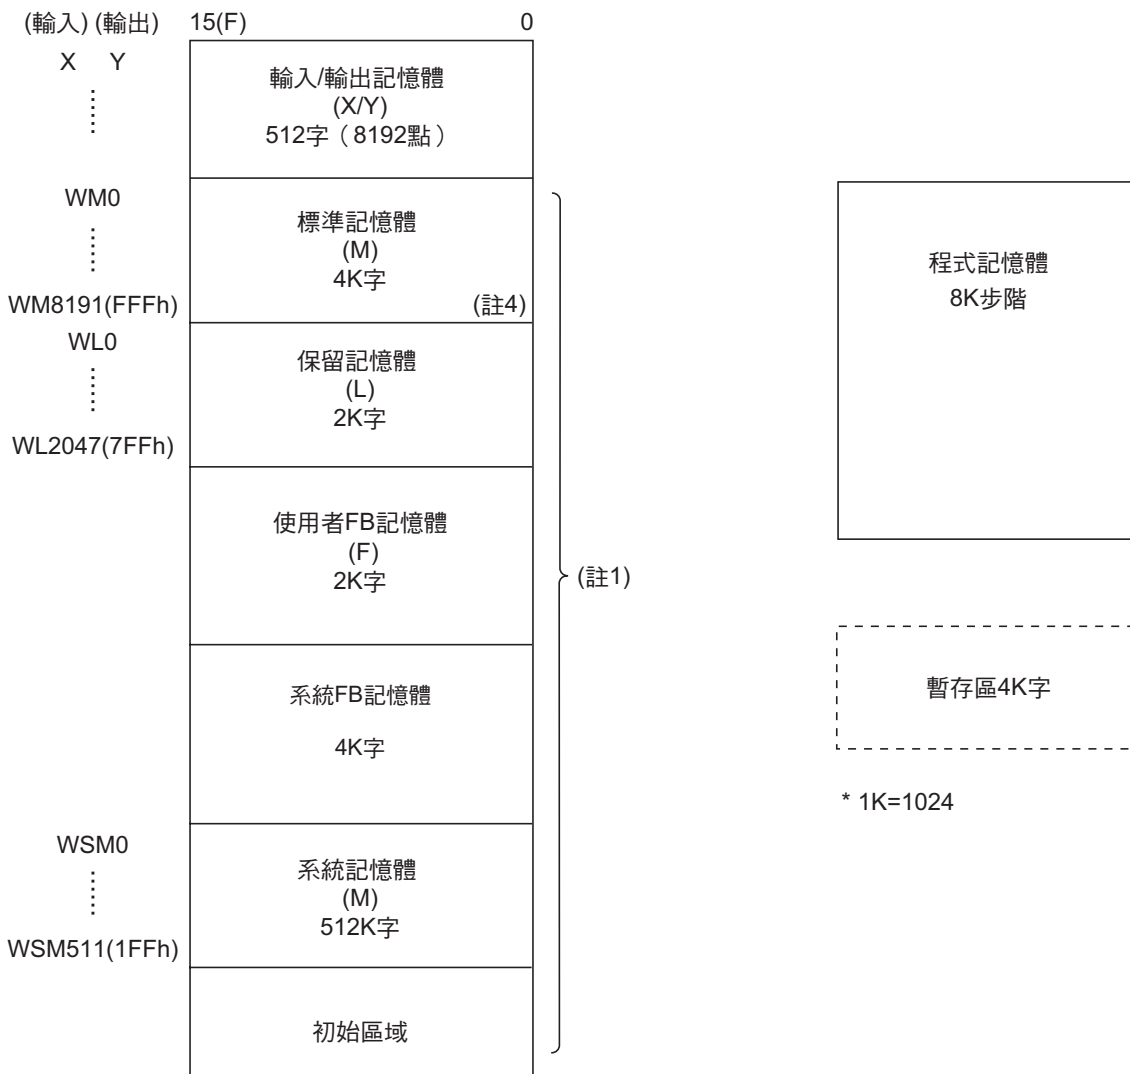 (輸入) (輸出) 15(F) 0
X Y
輸入/輸出記憶體
(X/Y)
512字（8192點）
WM0
標準記憶體
(M)
4K字
WM8191(FFFh) (註4)
WL0
保留記憶體
(L)
2K字
WL2047(7FFh)
使用者FB記憶體
(F)
2K字
(註1)
系統FB記憶體
4K字
WSM0
系統記憶體
(M)
512K字
WSM511(1FFh)
初始區域
程式記憶體
8K步階
暫存區4K字
* 1K=1024